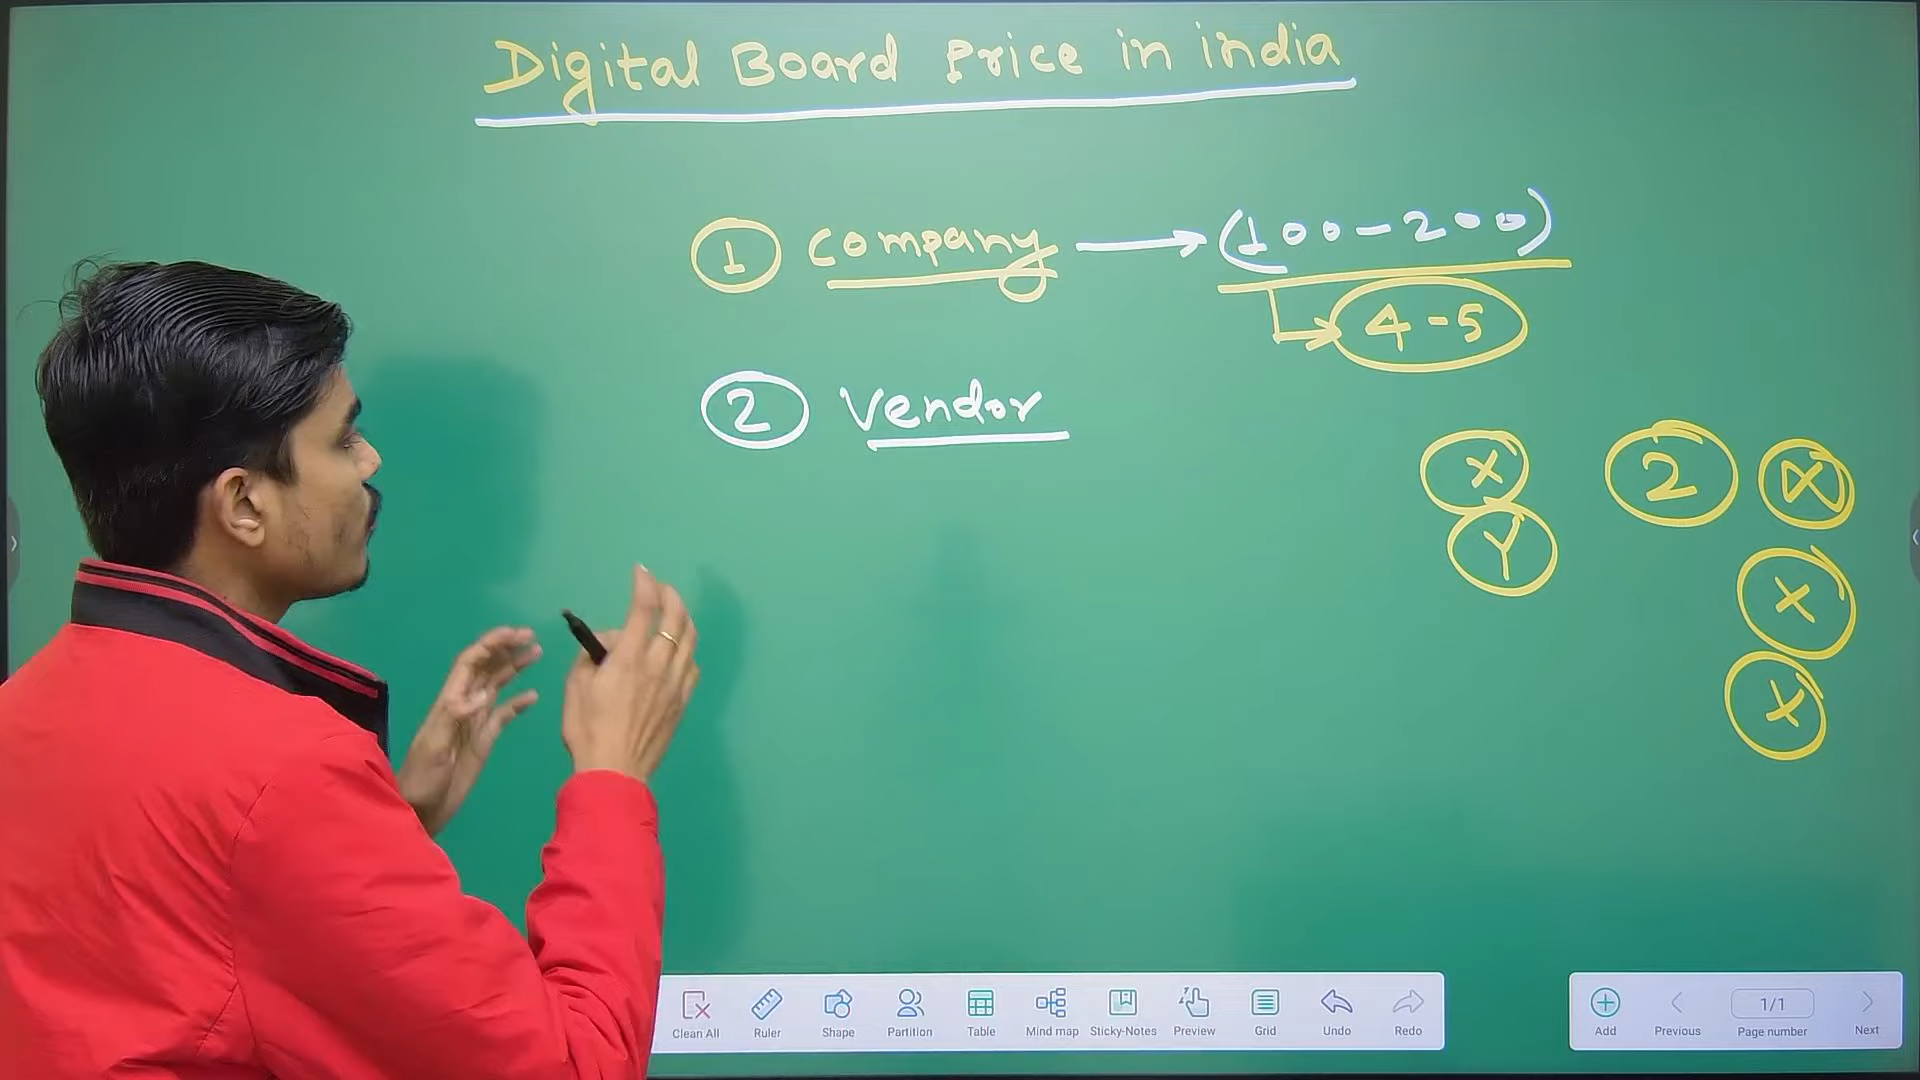 Digital Board Price in india
1 Company → (100-200)
4-5
2 Vendor
X 2 X
Y X
X
Clean All Ruler Shape Partition Table Mind map Sticky-Notes Preview Grid Undo Redo
Add Previous 1/1 Page number Next